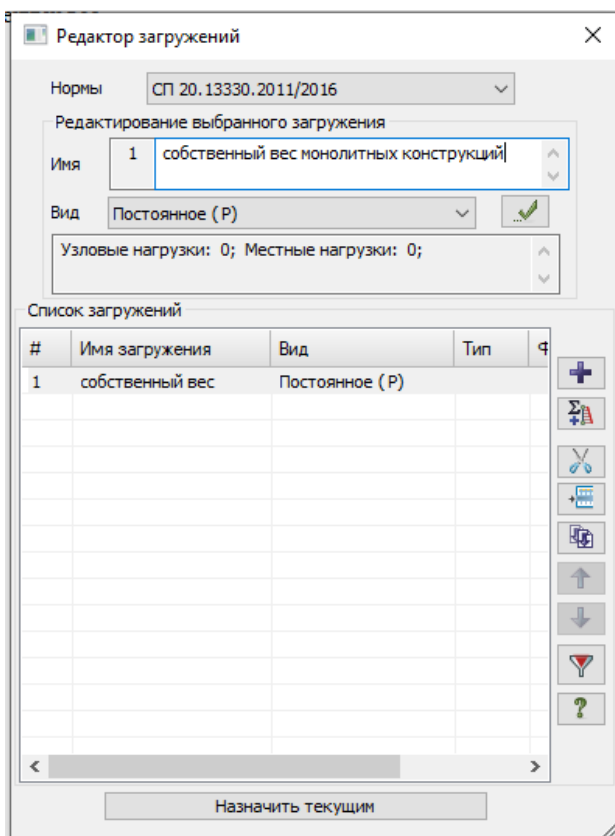 Редактор загружений
Нормы СП 20.13330.2011/2016
Редактирование выбранного загружения
Имя 1 собственный вес монолитных конструкций
Вид Постоянное ( P )
Узловые нагрузки: 0; Местные нагрузки: 0;
Список загружений
# Имя загружения Вид Тип
1 собственный вес Постоянное ( P )
Назначить текущим